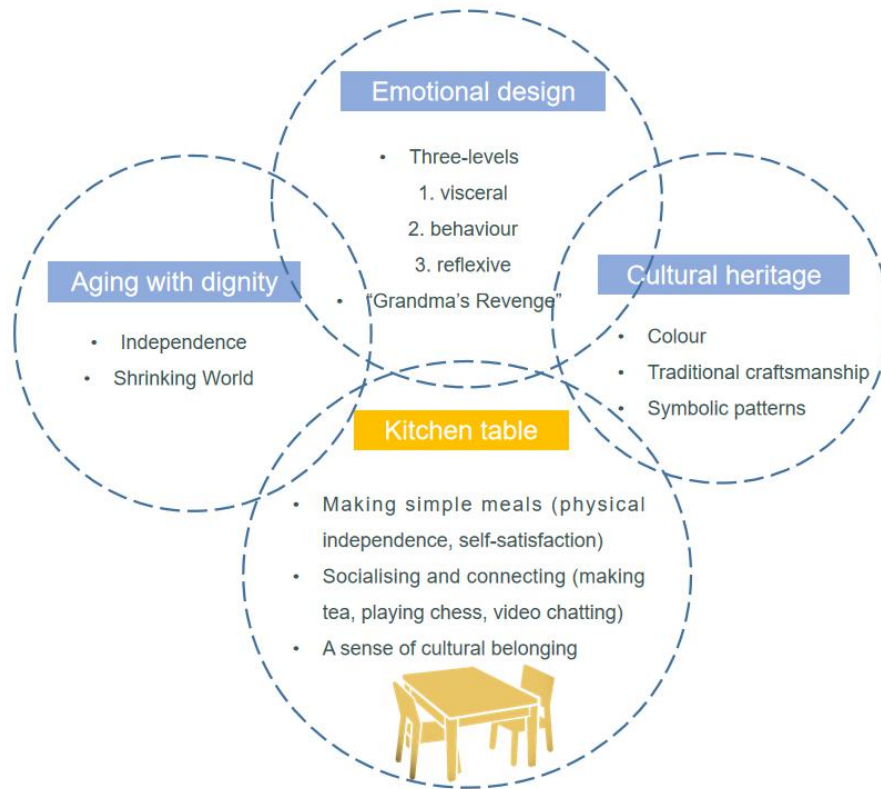 Emotional design
• Three-levels
1. visceral
2. behaviour
3. reflexive
• “Grandma’s Revenge”
Aging with dignity
• Independence
• Shrinking World
Cultural heritage
• Colour
• Traditional craftsmanship
• Symbolic patterns
Kitchen table
• Making simple meals (physical
independence, self-satisfaction)
• Socialising and connecting (making
tea, playing chess, video chatting)
• A sense of cultural belonging